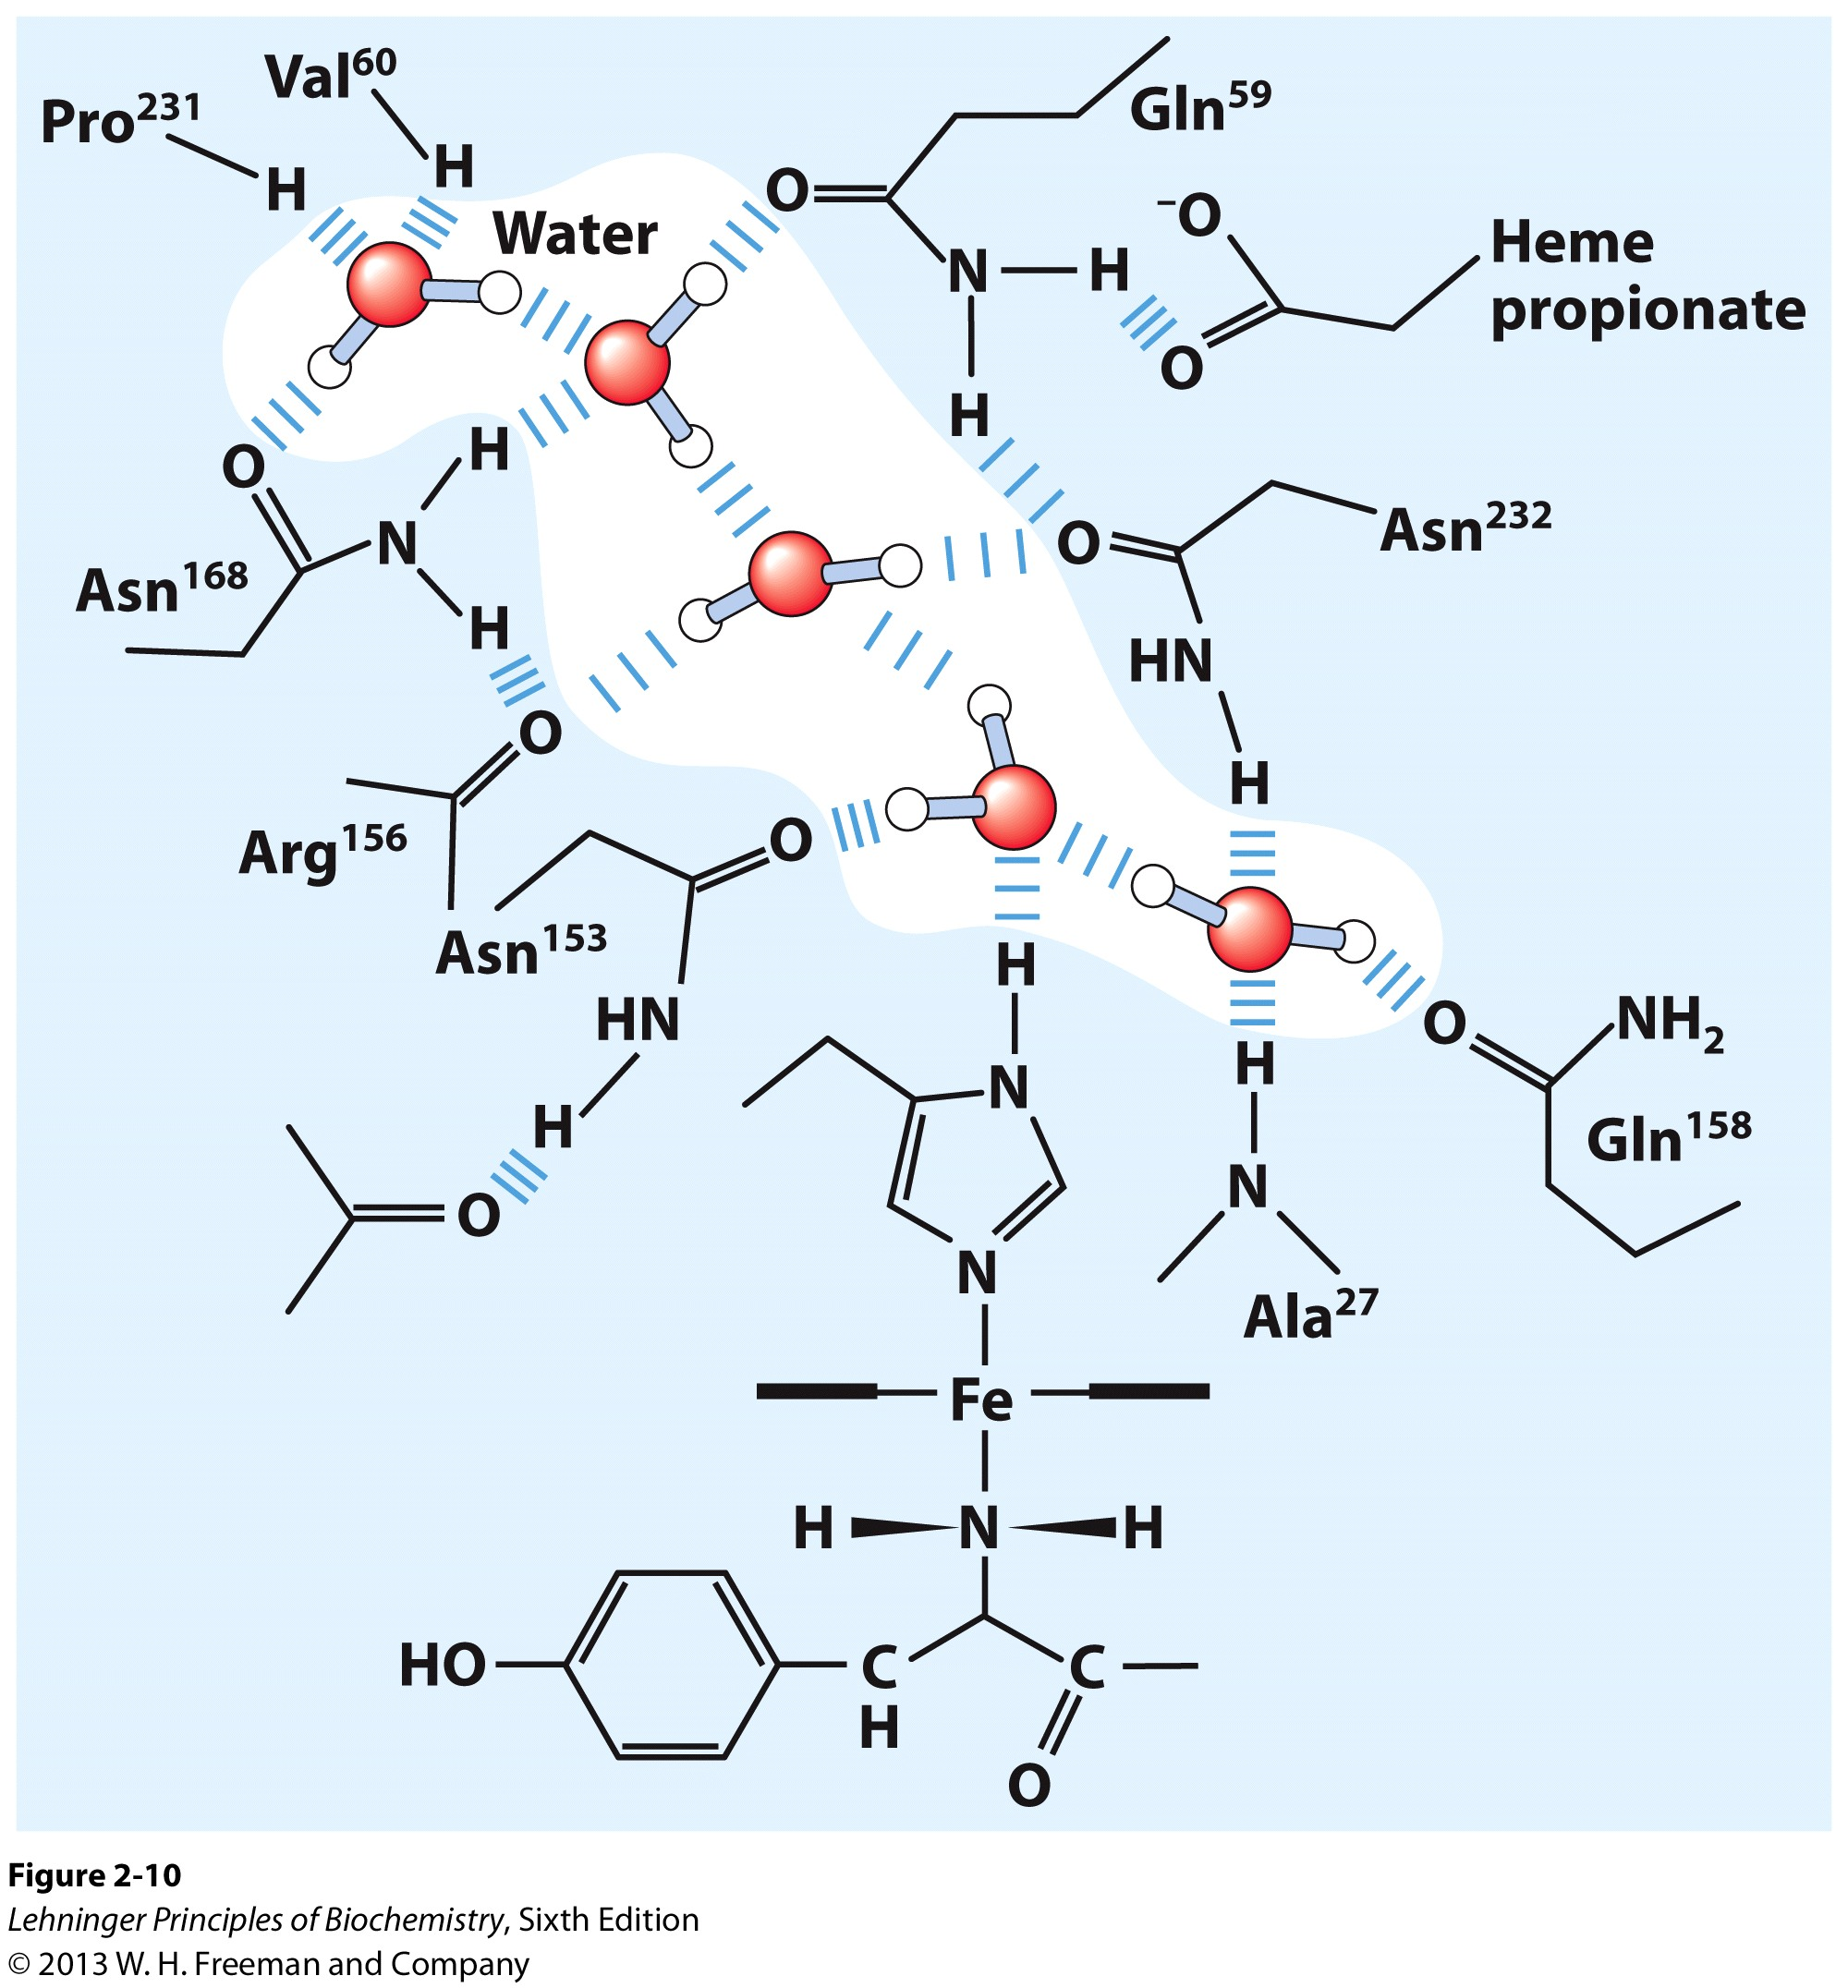 Val⁶⁰
Pro²³¹
H
H
Water
O
Gln⁵⁹
N
H
⁻O
Heme
propionate
O
H
O
H
N
Asn¹⁶⁸
H
O
Asn²³²
HN
H
O
Arg¹⁵⁶
O
Asn¹⁵³
HN
H
O
H
N
N
H
N
Ala²⁷
O
NH₂
Gln¹⁵⁸
Fe
H
N
H
HO
C
H
C
O
Figure 2-10
Lehninger Principles of Biochemistry, Sixth Edition
© 2013 W. H. Freeman and Company